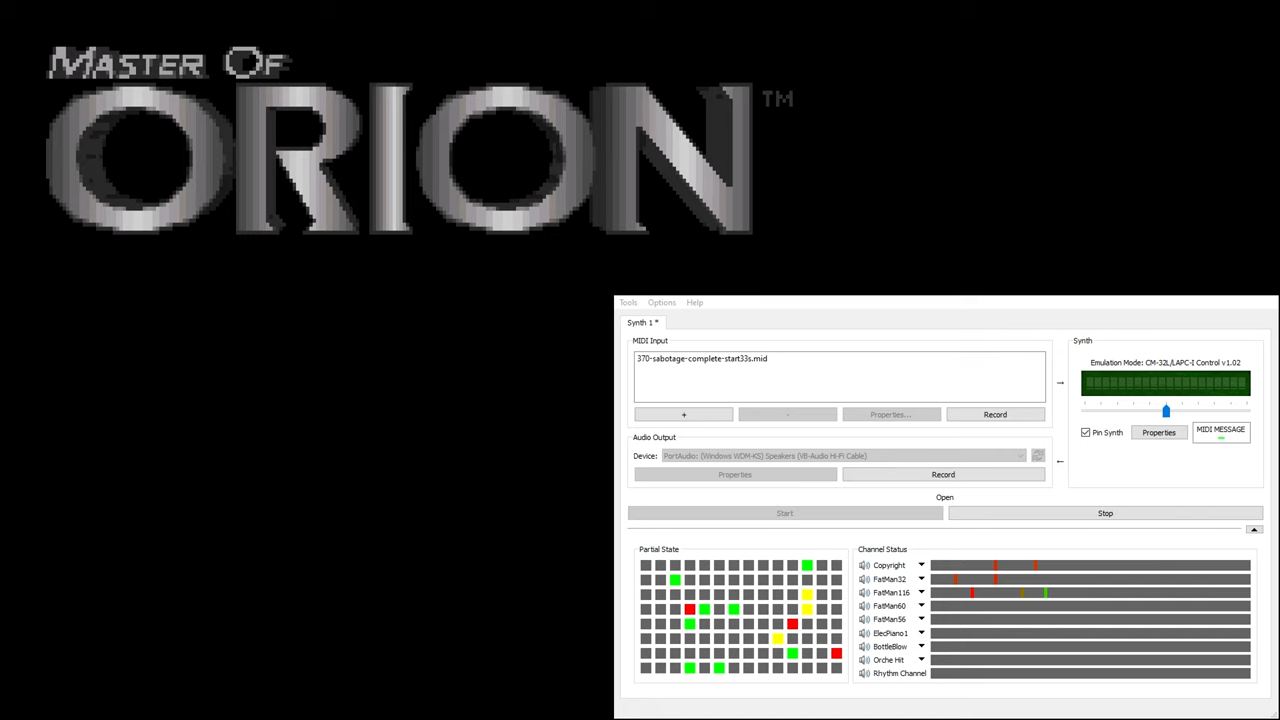 MASTER OF
ORION TM
Tools Options Help
Synth 1 *
MIDI Input
370-sabotage-complete-start33s.mid
+ - Properties... Record
Audio Output
Device: PortAudio: (Windows WDM-KS) Speakers (VB-Audio Hi-Fi Cable)
Properties Record
Synth
Emulation Mode: CM-32L/LAPC-I Control v1.02
Pin Synth Properties MIDI MESSAGE
Open
Start Stop
Partial State
Channel Status
Copyright
FatMan32
FatMan116
FatMan60
FatMan56
ElecPiano1
BottleBlow
Orche Hit
Rhythm Channel